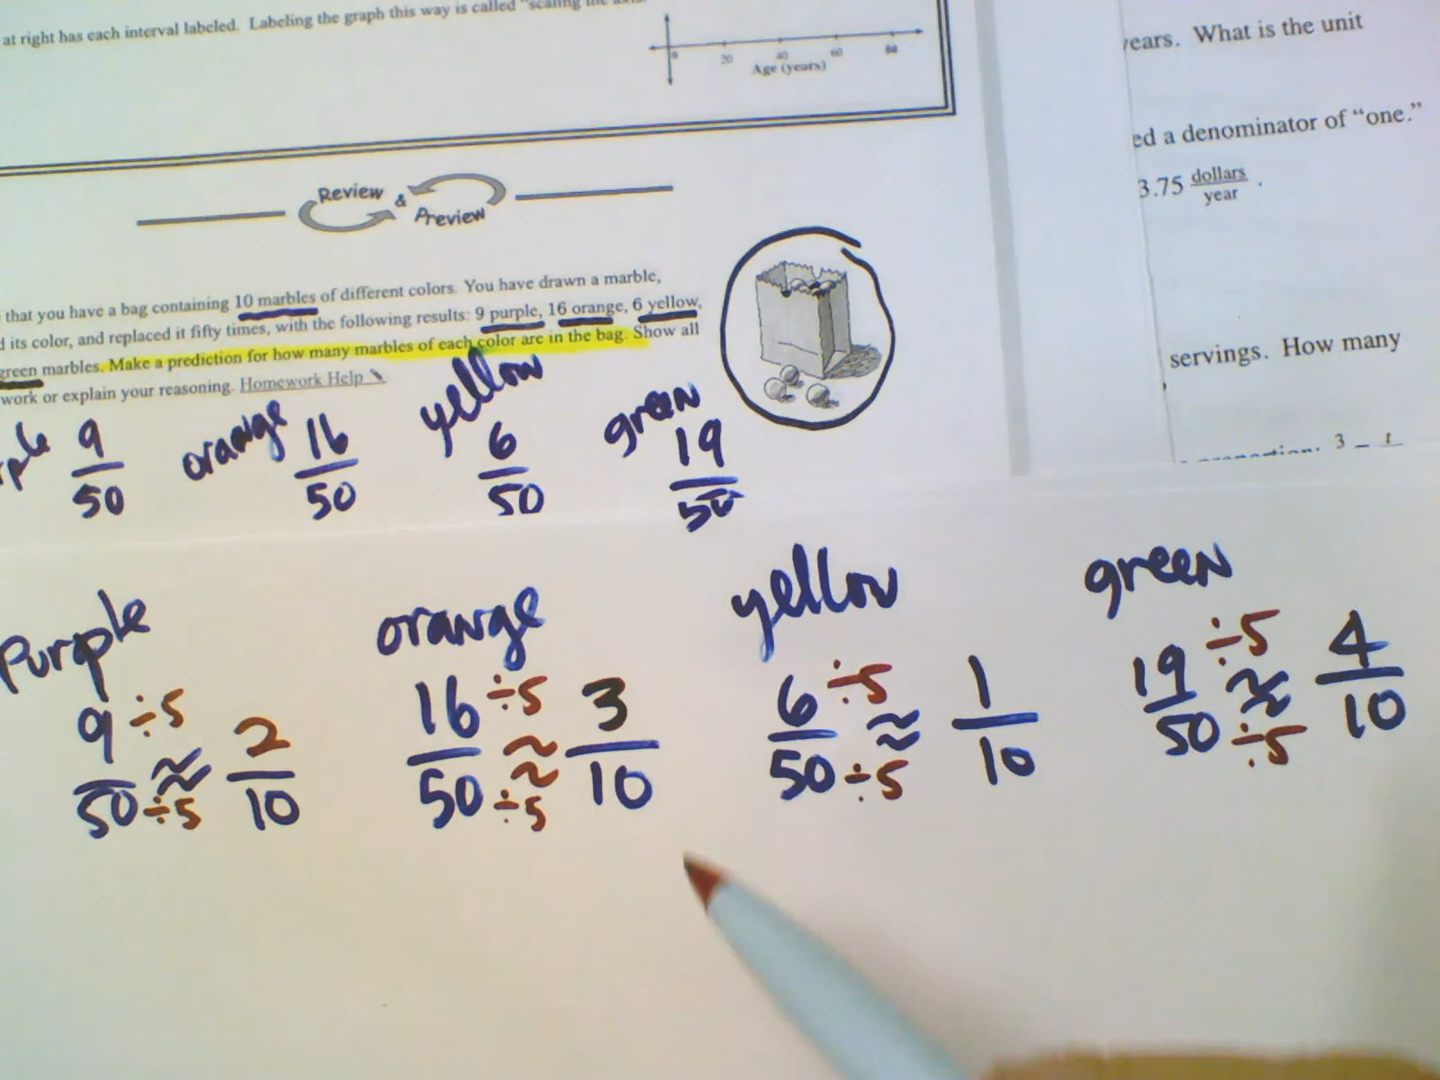 at right has each interval labeled. Labeling the graph this way is called "scaling the axis."
0 20 40 60 80
Age (years)
Review & Preview
that you have a bag containing 10 marbles of different colors. You have drawn a marble,
d its color, and replaced it fifty times, with the following results: 9 purple, 16 orange, 6 yellow,
green marbles. Make a prediction for how many marbles of each color are in the bag. Show all
work or explain your reasoning. Homework Help
rple 9/50 orange 16/50 yellow 6/50 green 19/50
Purple orange yellow green
9÷5/50÷5 ≈ 2/10 16÷5/50÷5 ≈ 3/10 6÷5/50÷5 ≈ 1/10 19÷5/50÷5 ≈ 4/10
years. What is the unit
ed a denominator of “one.”
3.75 dollars/year .
servings. How many